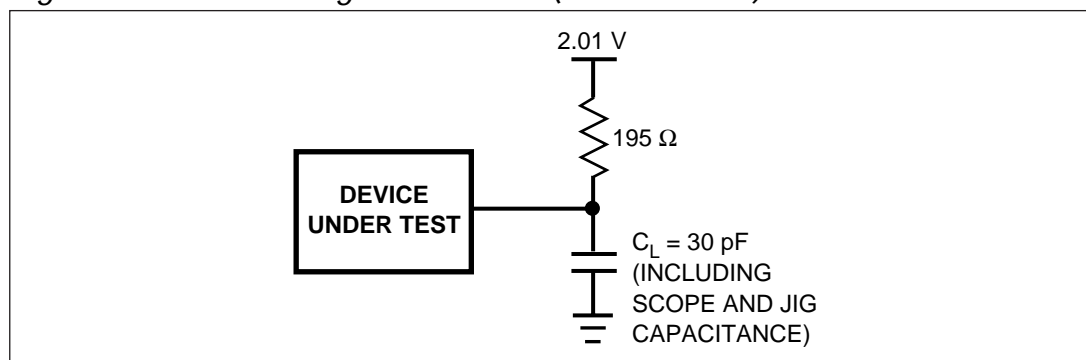 2.01 V
195 Ω
DEVICE
UNDER TEST
C_L = 30 pF
(INCLUDING
SCOPE AND JIG
CAPACITANCE)